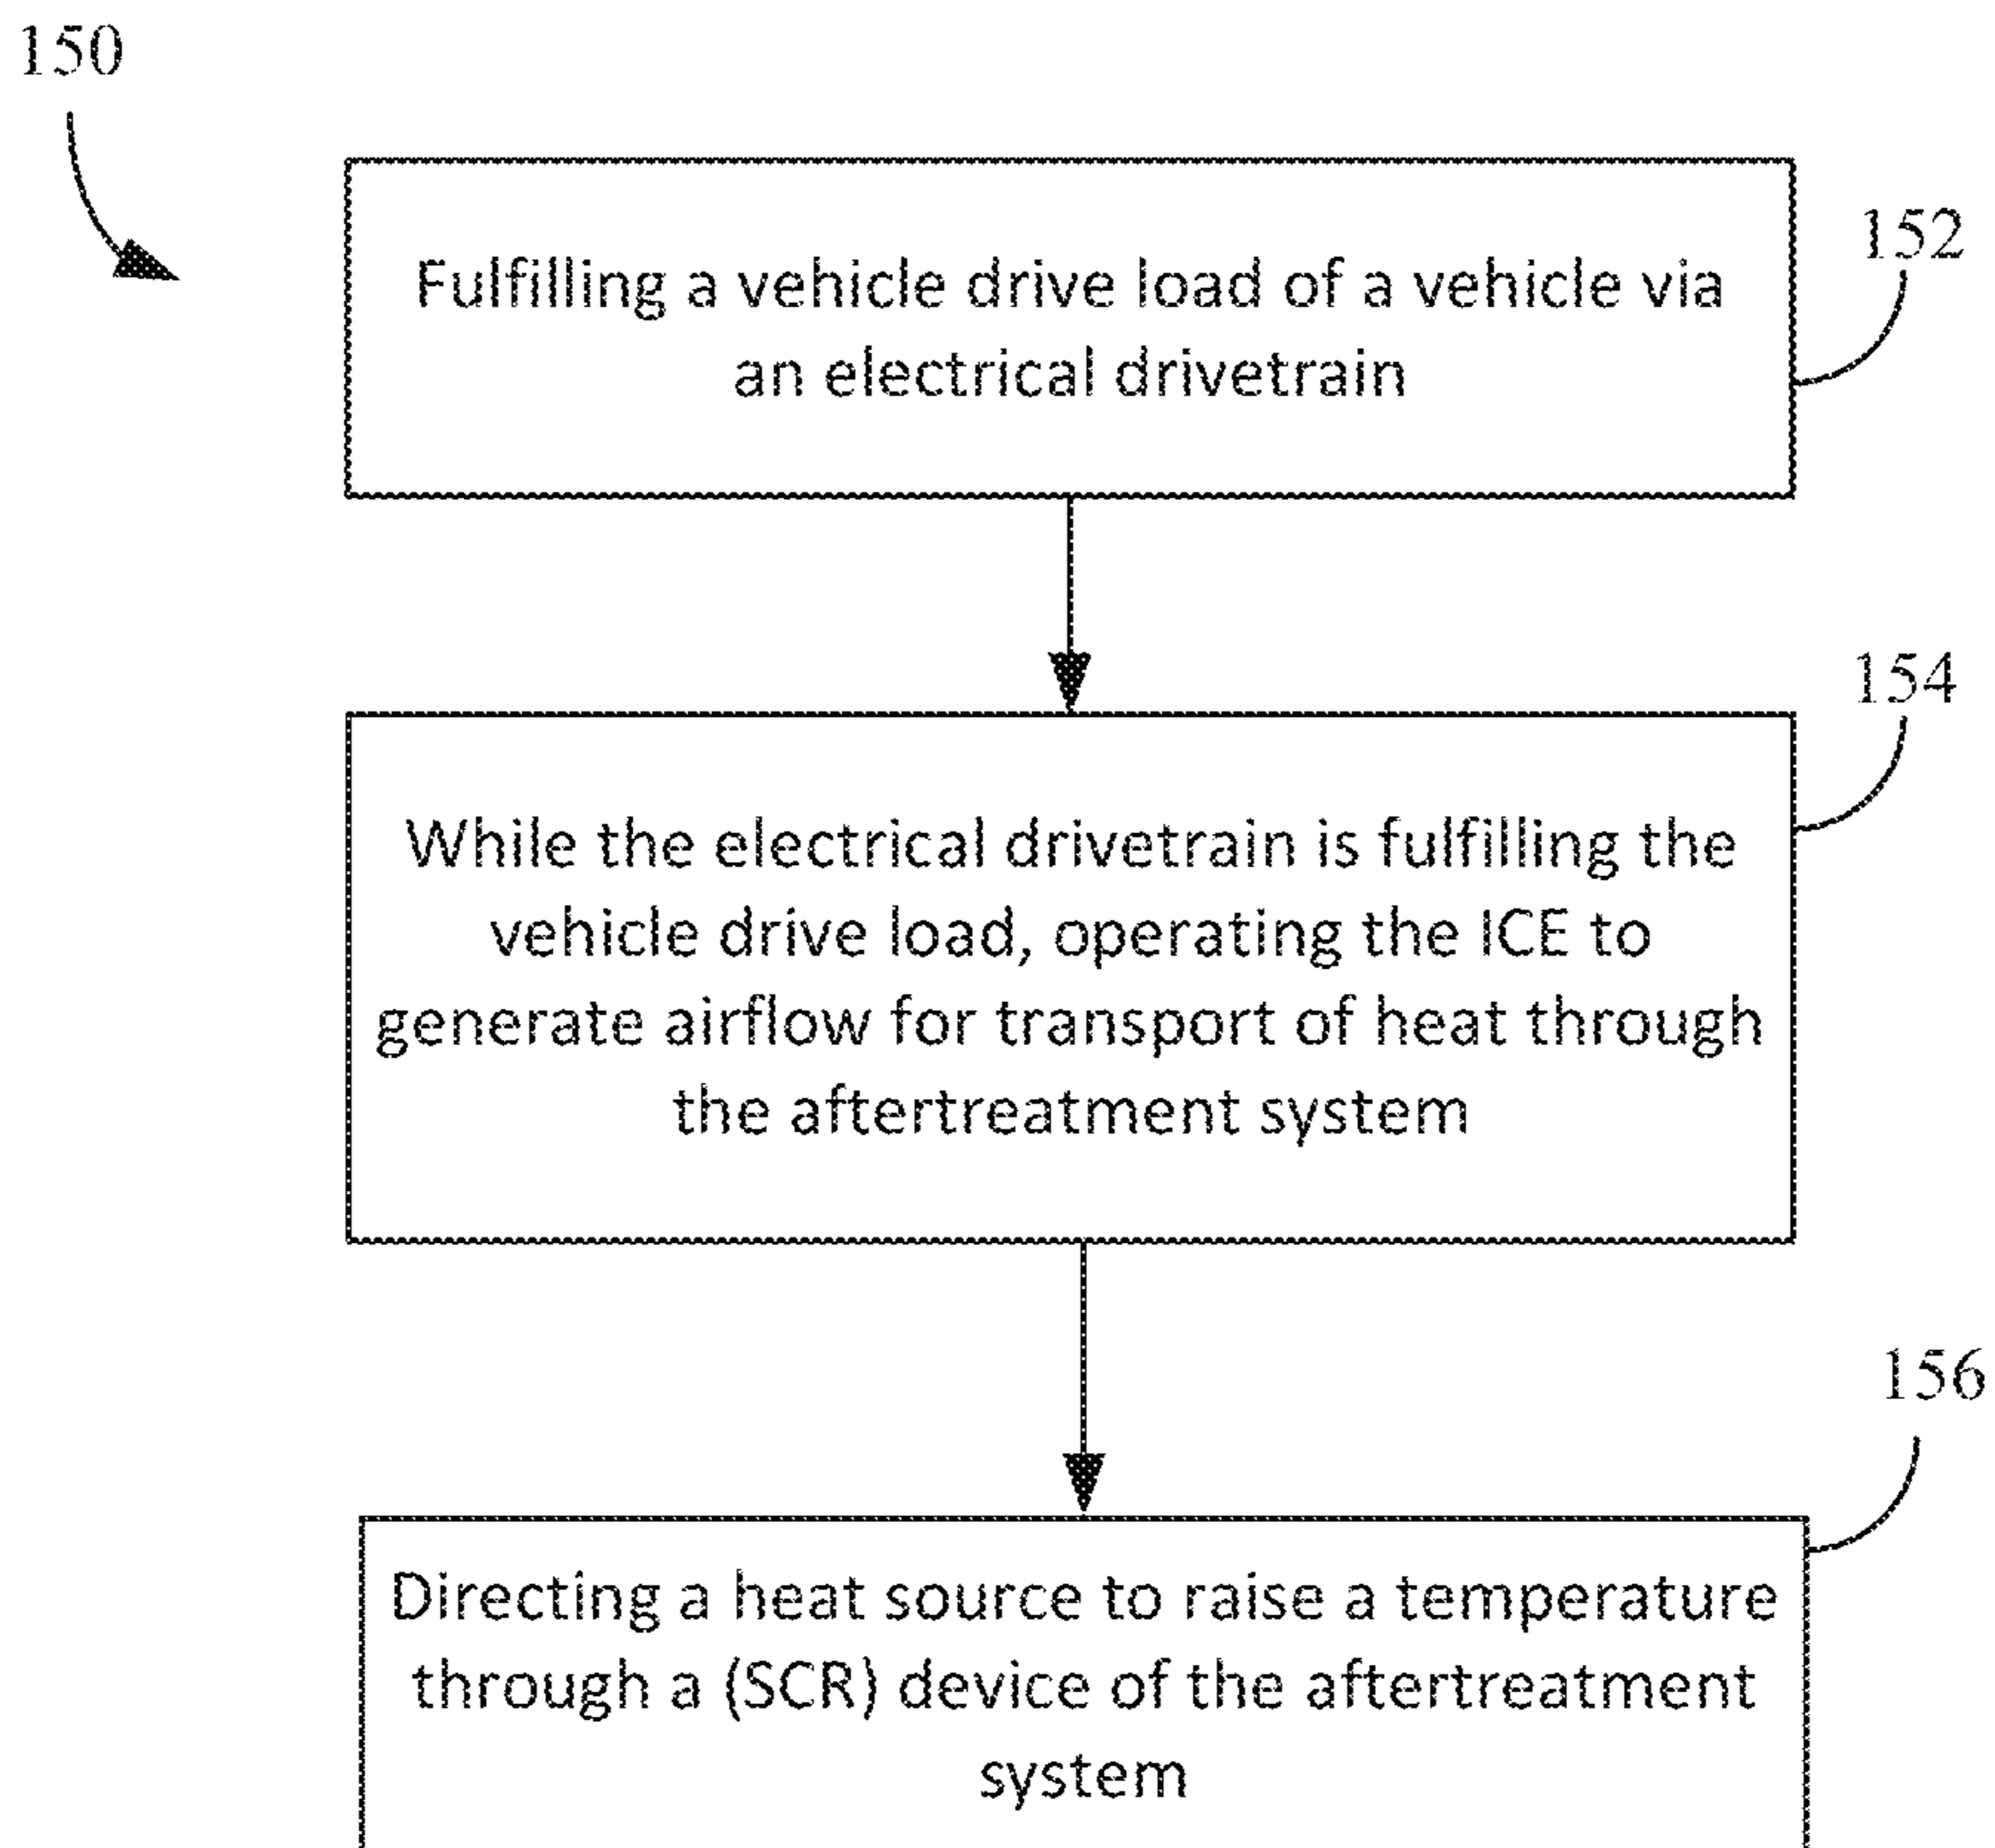 150
Fulfilling a vehicle drive load of a vehicle via
an electrical drivetrain
152
While the electrical drivetrain is fulfilling the
vehicle drive load, operating the ICE to
generate airflow for transport of heat through
the aftertreatment system
154
Directing a heat source to raise a temperature
through a (SCR) device of the aftertreatment
system
156